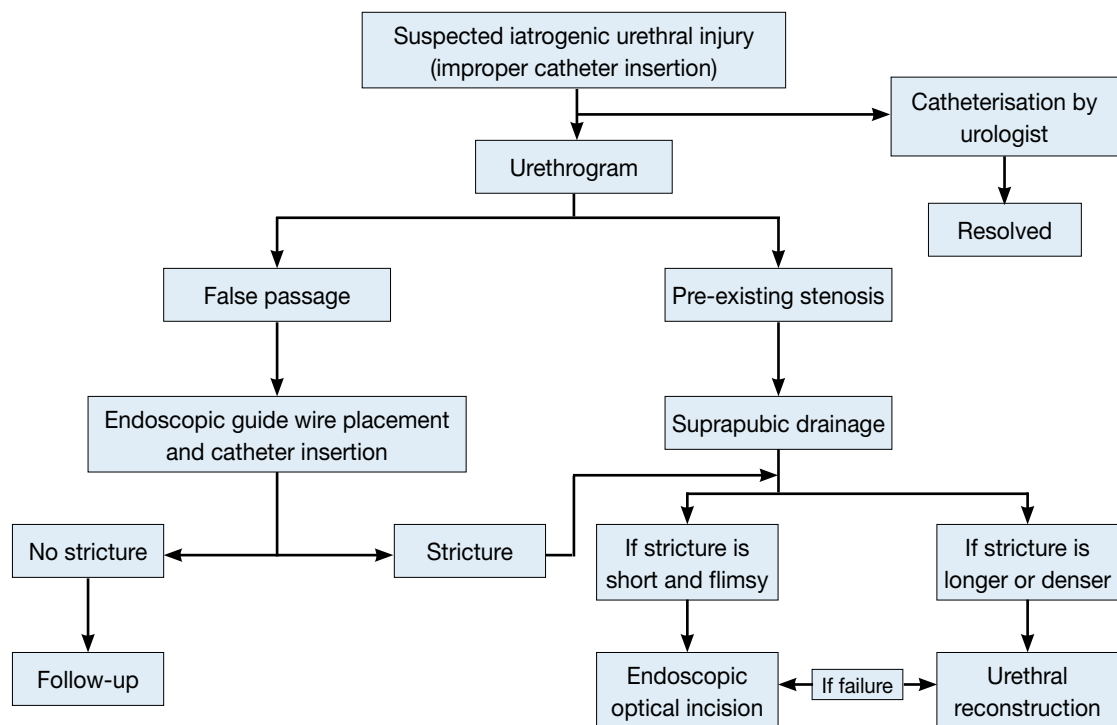 Suspected iatrogenic urethral injury
(improper catheter insertion)
Catheterisation by
urologist
Urethrogram
Resolved
False passage
Pre-existing stenosis
Endoscopic guide wire placement
and catheter insertion
Suprapubic drainage
No stricture
Stricture
If stricture is
short and flimsy
If stricture is
longer or denser
Follow-up
Endoscopic
optical incision
If failure
Urethral
reconstruction